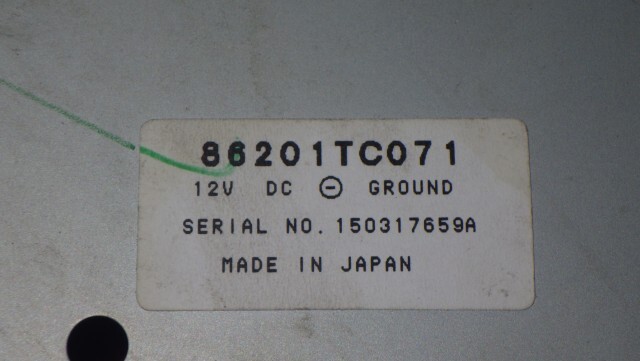 86201TC071
12V DC ⊖ GROUND
SERIAL NO. 150317659A
MADE IN JAPAN